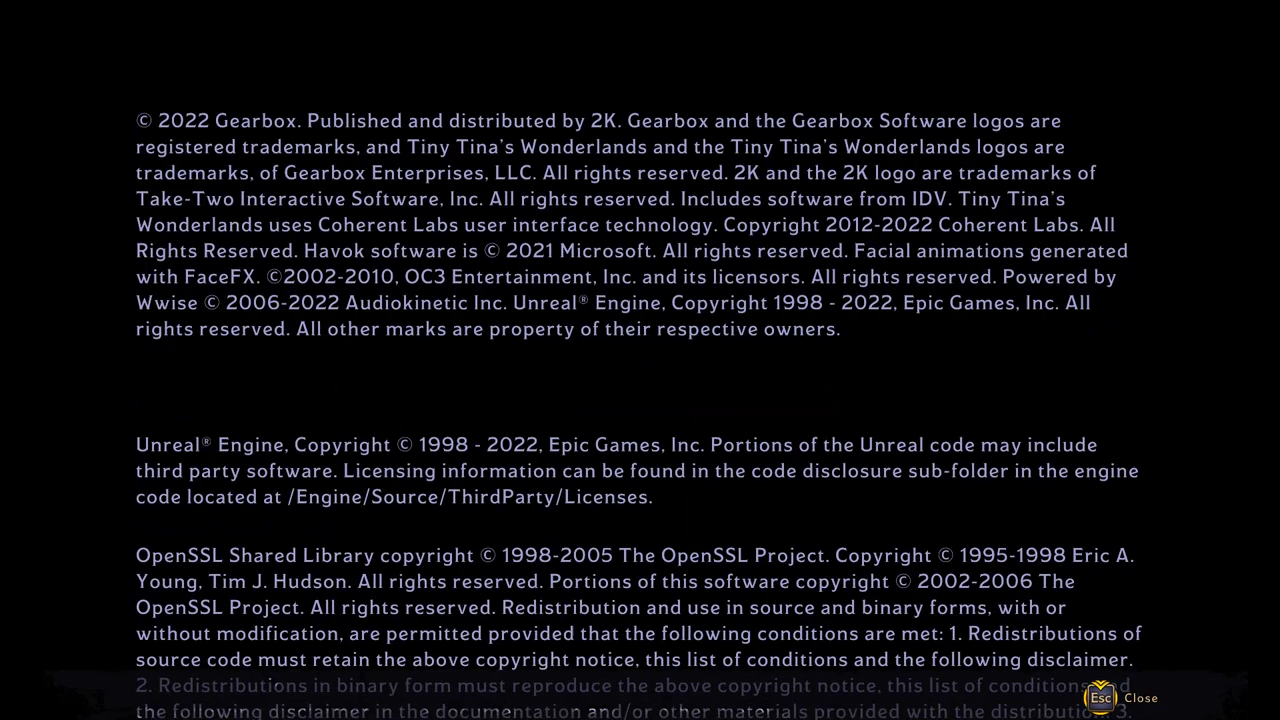 © 2022 Gearbox. Published and distributed by 2K. Gearbox and the Gearbox Software logos are
registered trademarks, and Tiny Tina's Wonderlands and the Tiny Tina's Wonderlands logos are
trademarks, of Gearbox Enterprises, LLC. All rights reserved. 2K and the 2K logo are trademarks of
Take-Two Interactive Software, Inc. All rights reserved. Includes software from IDV. Tiny Tina's
Wonderlands uses Coherent Labs user interface technology. Copyright 2012-2022 Coherent Labs. All
Rights Reserved. Havok software is © 2021 Microsoft. All rights reserved. Facial animations generated
with FaceFX. ©2002-2010, OC3 Entertainment, Inc. and its licensors. All rights reserved. Powered by
Wwise © 2006-2022 Audiokinetic Inc. Unreal® Engine, Copyright 1998 - 2022, Epic Games, Inc. All
rights reserved. All other marks are property of their respective owners.
Unreal® Engine, Copyright © 1998 - 2022, Epic Games, Inc. Portions of the Unreal code may include
third party software. Licensing information can be found in the code disclosure sub-folder in the engine
code located at /Engine/Source/ThirdParty/Licenses.
OpenSSL Shared Library copyright © 1998-2005 The OpenSSL Project. Copyright © 1995-1998 Eric A.
Young, Tim J. Hudson. All rights reserved. Portions of this software copyright © 2002-2006 The
OpenSSL Project. All rights reserved. Redistribution and use in source and binary forms, with or
without modification, are permitted provided that the following conditions are met: 1. Redistributions of
source code must retain the above copyright notice, this list of conditions and the following disclaimer.
2. Redistributions in binary form must reproduce the above copyright notice, this list of conditions and
the following disclaimer in the documentation and/or other materials provided with the distribution. 3.
Esc Close